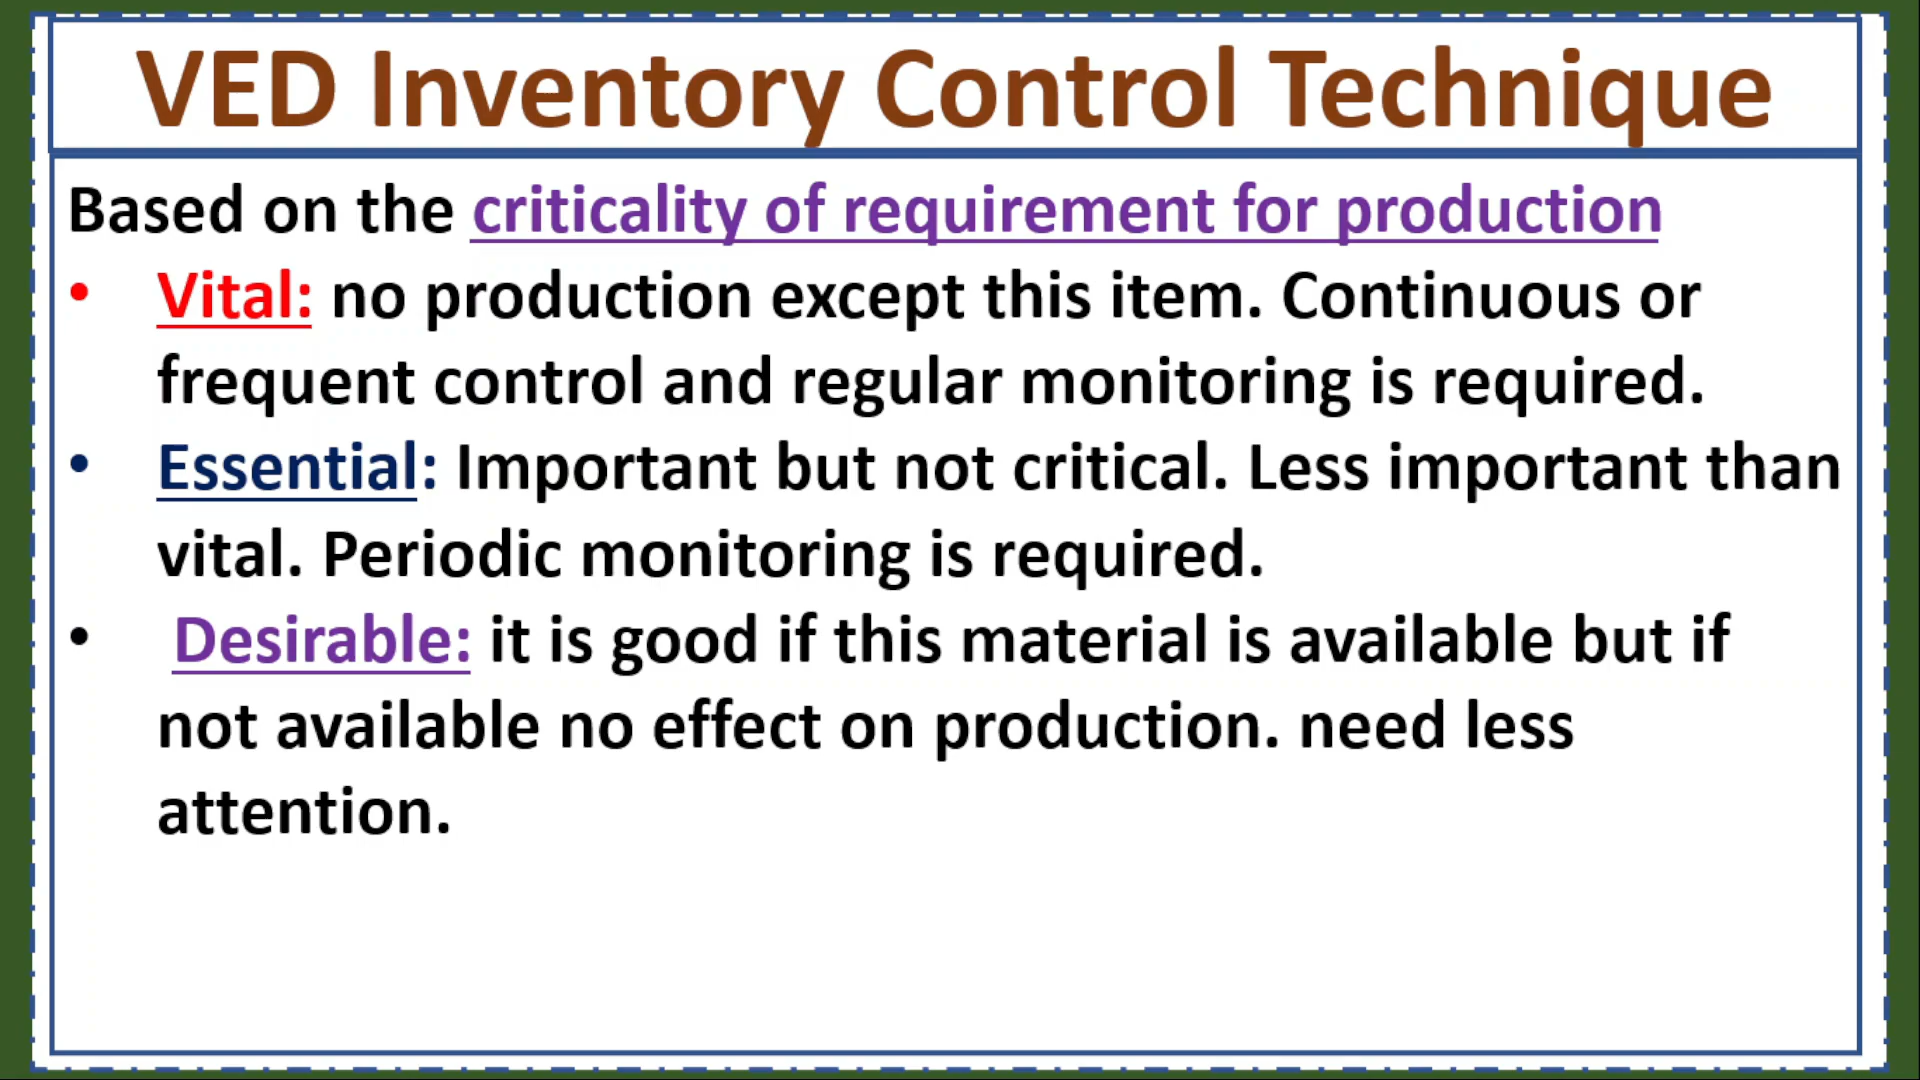 VED Inventory Control Technique
Based on the criticality of requirement for production
• Vital: no production except this item. Continuous or
frequent control and regular monitoring is required.
• Essential: Important but not critical. Less important than
vital. Periodic monitoring is required.
• Desirable: it is good if this material is available but if
not available no effect on production. need less
attention.